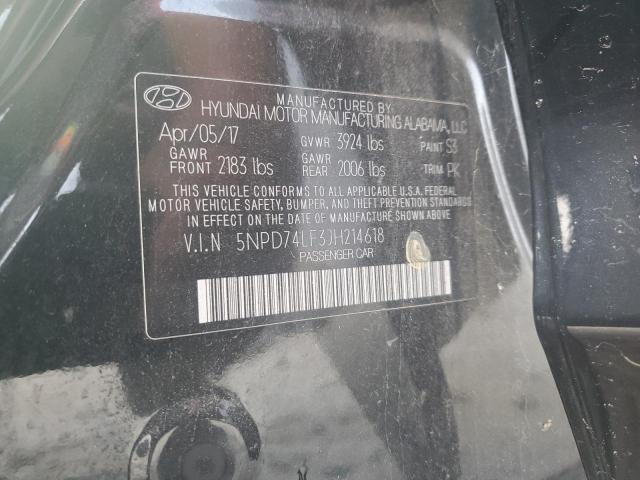 MANUFACTURED BY:
HYUNDAI MOTOR MANUFACTURING ALABAMA, LLC
Apr/05/17 GVWR 3924 lbs PAINT S3
GAWR FRONT 2183 lbs GAWR REAR 2006 lbs TRIM PK
THIS VEHICLE CONFORMS TO ALL APPLICABLE U.S.A. FEDERAL
MOTOR VEHICLE SAFETY, BUMPER, AND THEFT PREVENTION STANDARDS
IN EFFECT ON THE DATE OF MANUFACTURE SHOWN ABOVE.
V.I.N 5NPD74LF3JH214618
PASSENGER CAR